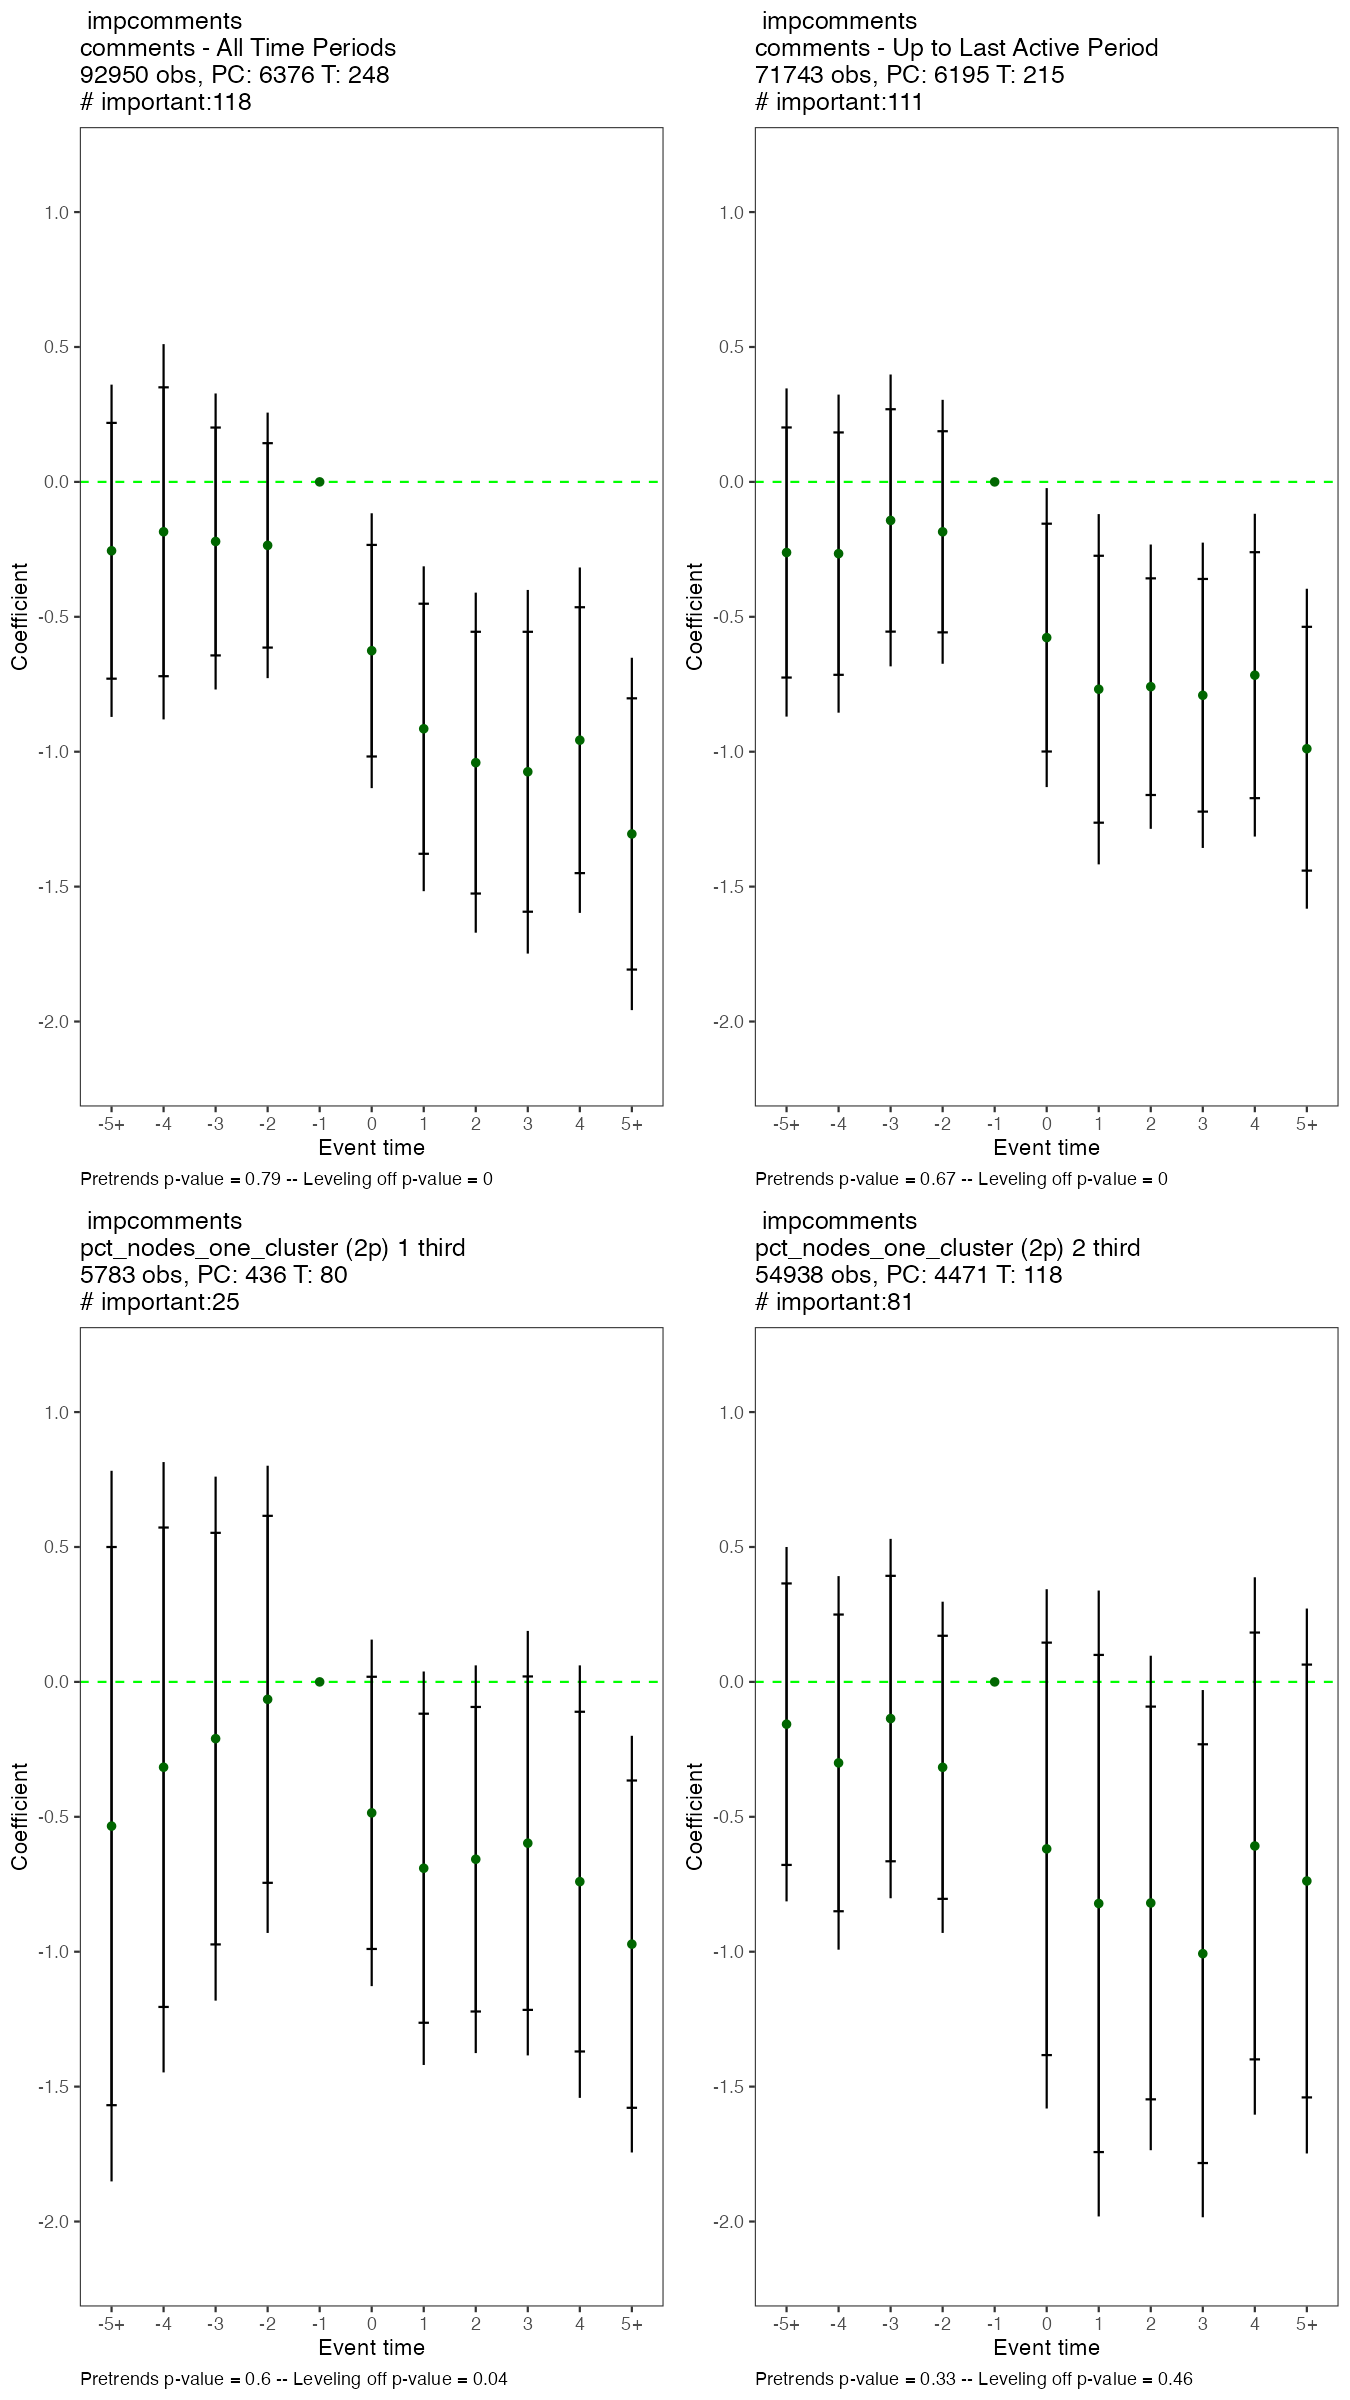 impcomments
comments - All Time Periods
92950 obs, PC: 6376 T: 248
# important:118
1.0
0.5
0.0
-0.5
-1.0
-1.5
-2.0
Coefficient
-5+ -4 -3 -2 -1 0 1 2 3 4 5+
Event time
Pretrends p-value = 0.79 -- Leveling off p-value = 0
impcomments
comments - Up to Last Active Period
71743 obs, PC: 6195 T: 215
# important:111
1.0
0.5
0.0
-0.5
-1.0
-1.5
-2.0
Coefficient
-5+ -4 -3 -2 -1 0 1 2 3 4 5+
Event time
Pretrends p-value = 0.67 -- Leveling off p-value = 0
impcomments
pct_nodes_one_cluster (2p) 1 third
5783 obs, PC: 436 T: 80
# important:25
1.0
0.5
0.0
-0.5
-1.0
-1.5
-2.0
Coefficient
-5+ -4 -3 -2 -1 0 1 2 3 4 5+
Event time
Pretrends p-value = 0.6 -- Leveling off p-value = 0.04
impcomments
pct_nodes_one_cluster (2p) 2 third
54938 obs, PC: 4471 T: 118
# important:81
1.0
0.5
0.0
-0.5
-1.0
-1.5
-2.0
Coefficient
-5+ -4 -3 -2 -1 0 1 2 3 4 5+
Event time
Pretrends p-value = 0.33 -- Leveling off p-value = 0.46